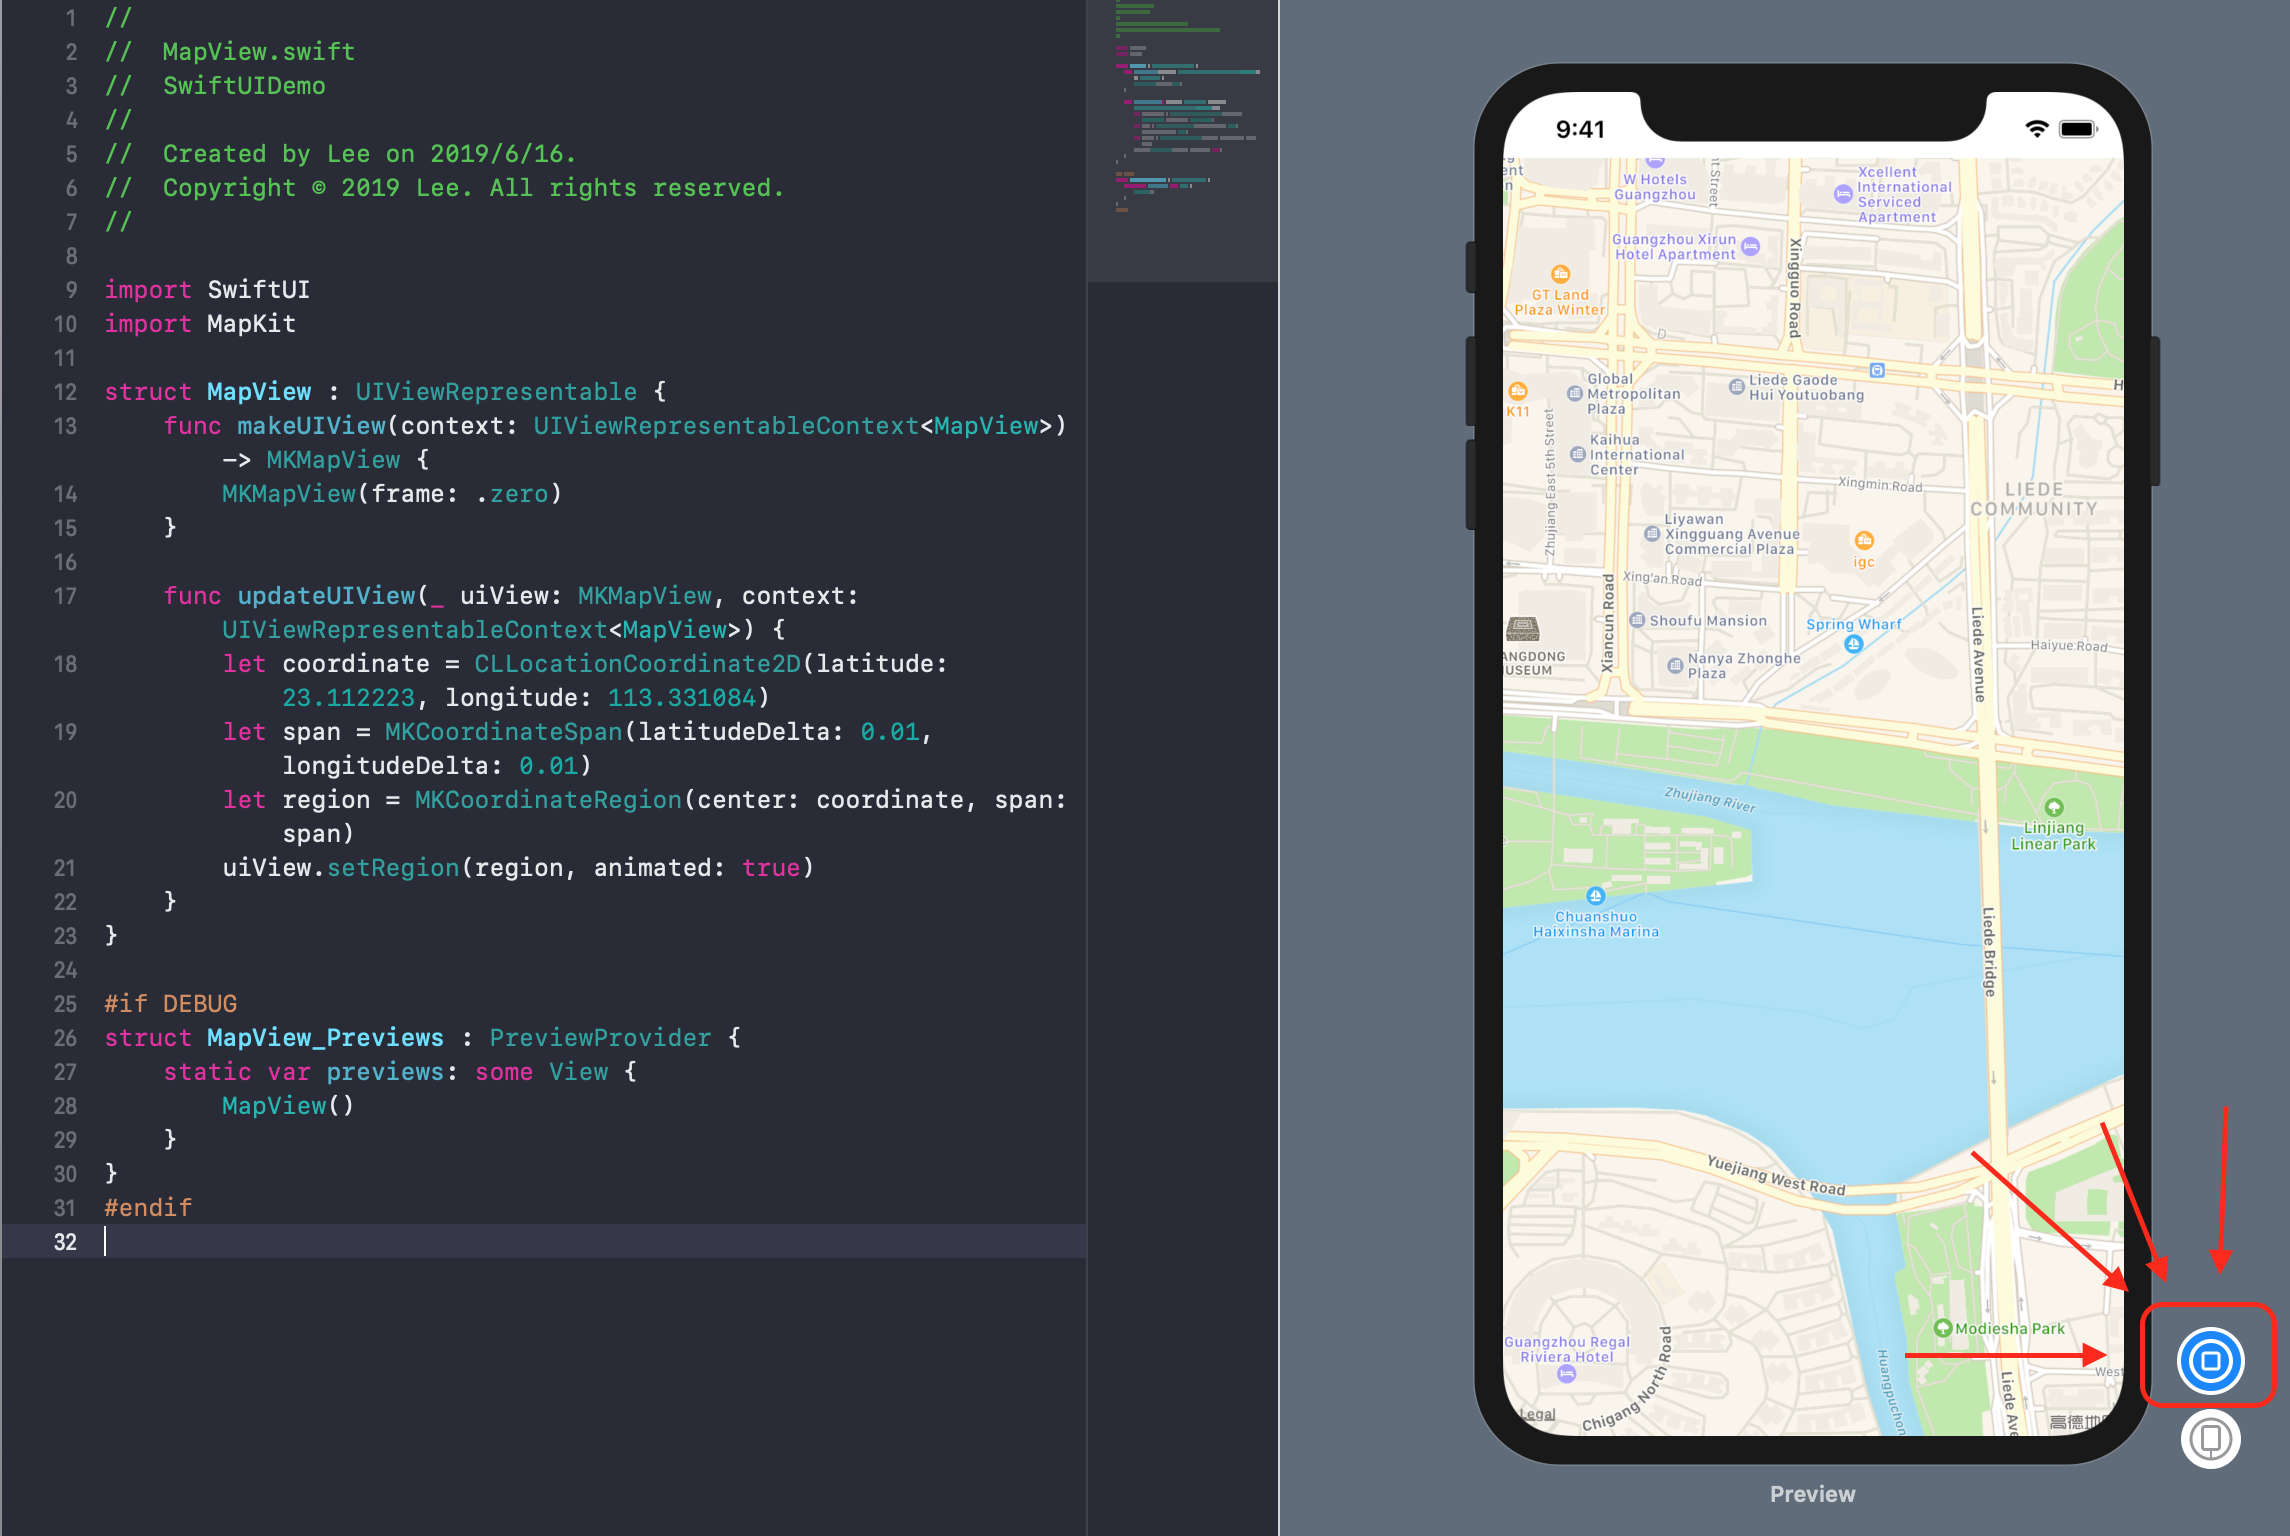 1 //
2 //  MapView.swift
3 //  SwiftUIDemo
4 //
5 //  Created by Lee on 2019/6/16.
6 //  Copyright © 2019 Lee. All rights reserved.
7 //
8
9 import SwiftUI
10 import MapKit
11
12 struct MapView : UIViewRepresentable {
13     func makeUIView(context: UIViewRepresentableContext<MapView>)
-> MKMapView {
14         MKMapView(frame: .zero)
15     }
16
17     func updateUIView(_ uiView: MKMapView, context:
UIViewRepresentableContext<MapView>) {
18         let coordinate = CLLocationCoordinate2D(latitude:
23.112223, longitude: 113.331084)
19         let span = MKCoordinateSpan(latitudeDelta: 0.01,
longitudeDelta: 0.01)
20         let region = MKCoordinateRegion(center: coordinate, span:
span)
21         uiView.setRegion(region, animated: true)
22     }
23 }
24
25 #if DEBUG
26 struct MapView_Previews : PreviewProvider {
27     static var previews: some View {
28         MapView()
29     }
30 }
31 #endif
32
9:41
W Hotels
Guangzhou
Xcellent
International
Serviced
Apartment
Guangzhou Xirun
Hotel Apartment
Xingguo Road
GT Land
Plaza Winter
D
Global
Metropolitan
Plaza
Liede Gaode
Hui Youtuobang
K11
Zhujiang East 5th Street
Kaihua
International
Center
Xingmin Road
LIEDE
COMMUNITY
Liyawan
Xingguang Avenue
Commercial Plaza
igc
Xing'an Road
Xiancun Road
Shoufu Mansion
Spring Wharf
Liede Avenue
Haiyue Road
ANGDONG
USEUM
Nanya Zhonghe
Plaza
Zhujiang River
Linjiang
Linear Park
Chuanshuo
Haixinsha Marina
Liede Bridge
Yuejiang West Road
Modiesha Park
Guangzhou Regal
Riviera Hotel
Chigang North Road
Huangpuchon
West
Liede Ave
Legal
高德地
Preview